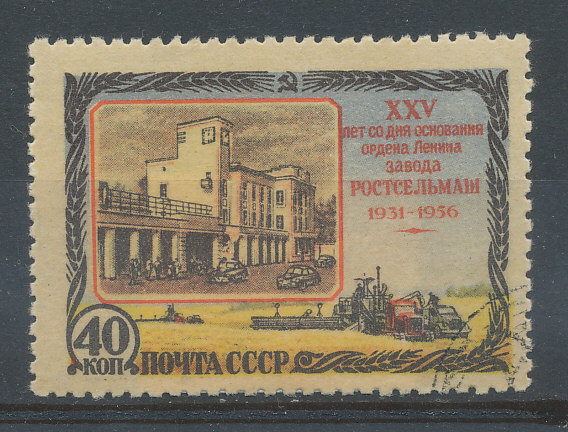 XXV
лет со дня основания
ордена Ленина
завода
РОСТСЕЛЬМАШ
1931-1956
40
КОП
ПОЧТА СССР